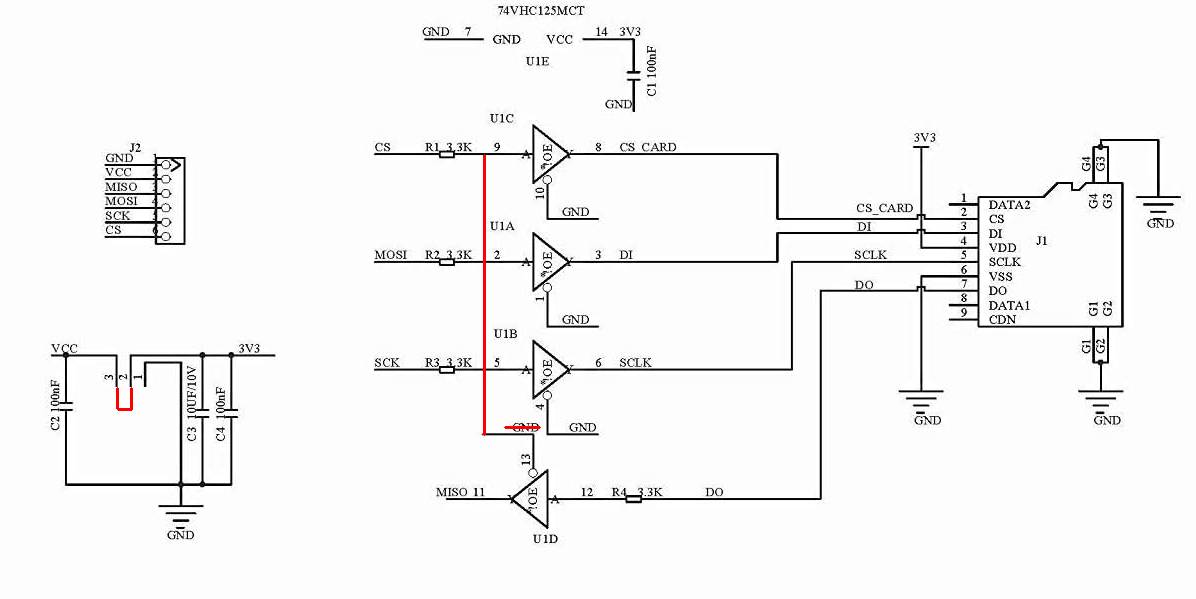 74VHC125MCT
GND 7 GND VCC 14 3V3
U1E
C1 100nF
GND
U1C
CS R1 3.3K 9 A !OE Y 8 CS CARD
10
GND
U1A
MOSI R2 3.3K 2 A !OE Y 3 DI
1
GND
U1B
SCK R3 3.3K 5 A !OE Y 6 SCLK
4
GND GND
13
MISO 11 Y !OE A 12 R4 3.3K DO
U1D
J2
GND 1
VCC 2
MISO 3
MOSI 4
SCK 5
CS 6
VCC 3V3
3 2 1
C2 100nF
C3 10UF/10V
C4 100nF
GND
3V3
G4 G3
G4 G3
GND
1 DATA2
CS_CARD 2 CS
DI 3 DI
4 VDD
J1
SCLK 5 SCLK
6 VSS
DO 7 DO
8 DATA1
9 CDN
G1 G2
G1 G2
GND
GND